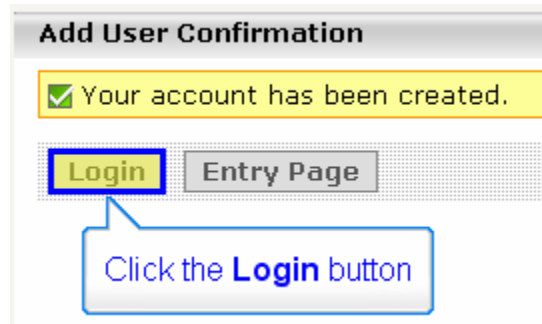 Add User Confirmation
Your account has been created.
Login Entry Page
Click the Login button